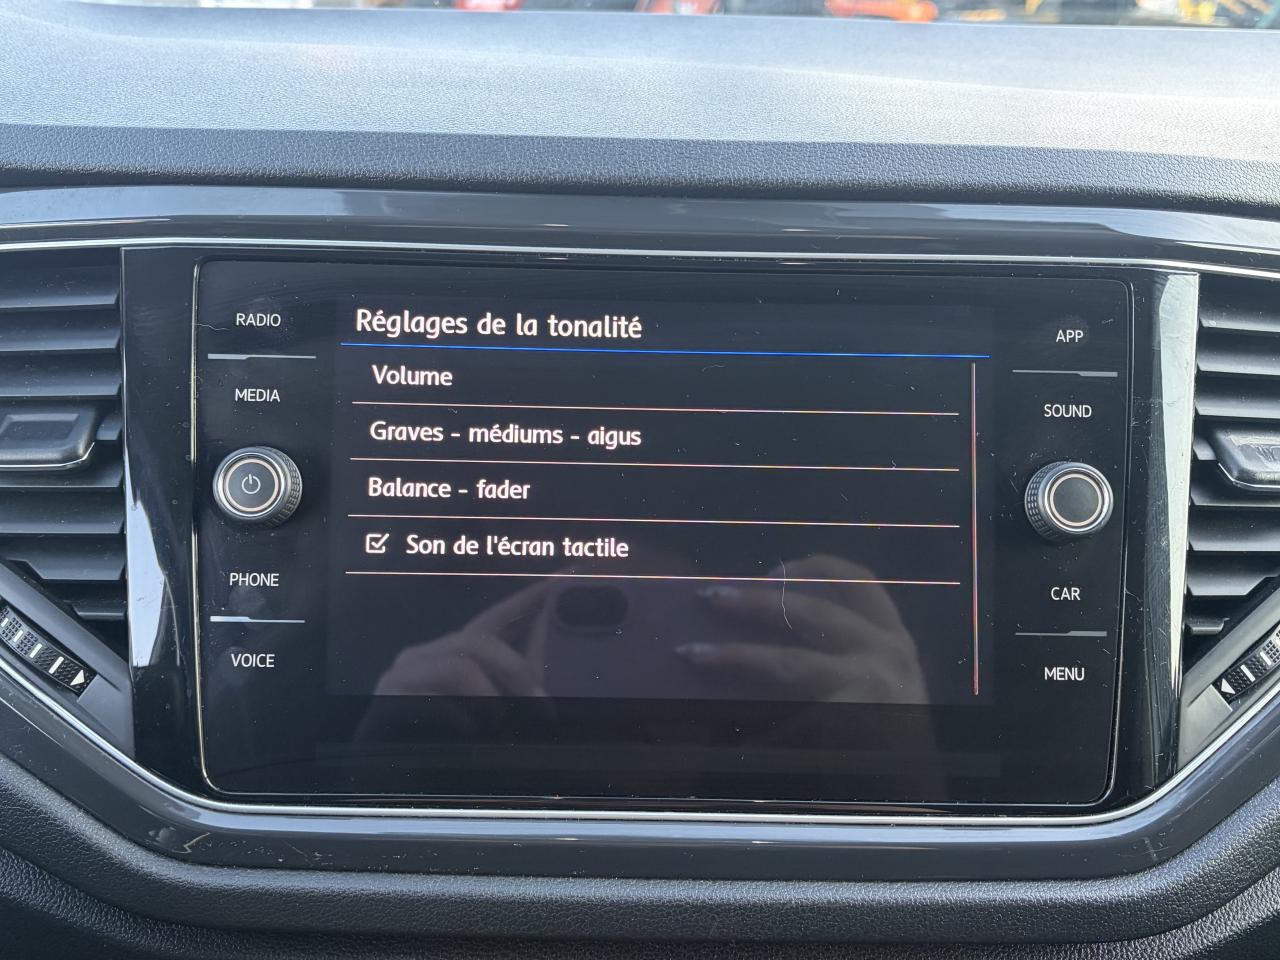 RADIO
MEDIA
PHONE
VOICE
Réglages de la tonalité
Volume
Graves - médiums - aigus
Balance - fader
Son de l'écran tactile
APP
SOUND
CAR
MENU